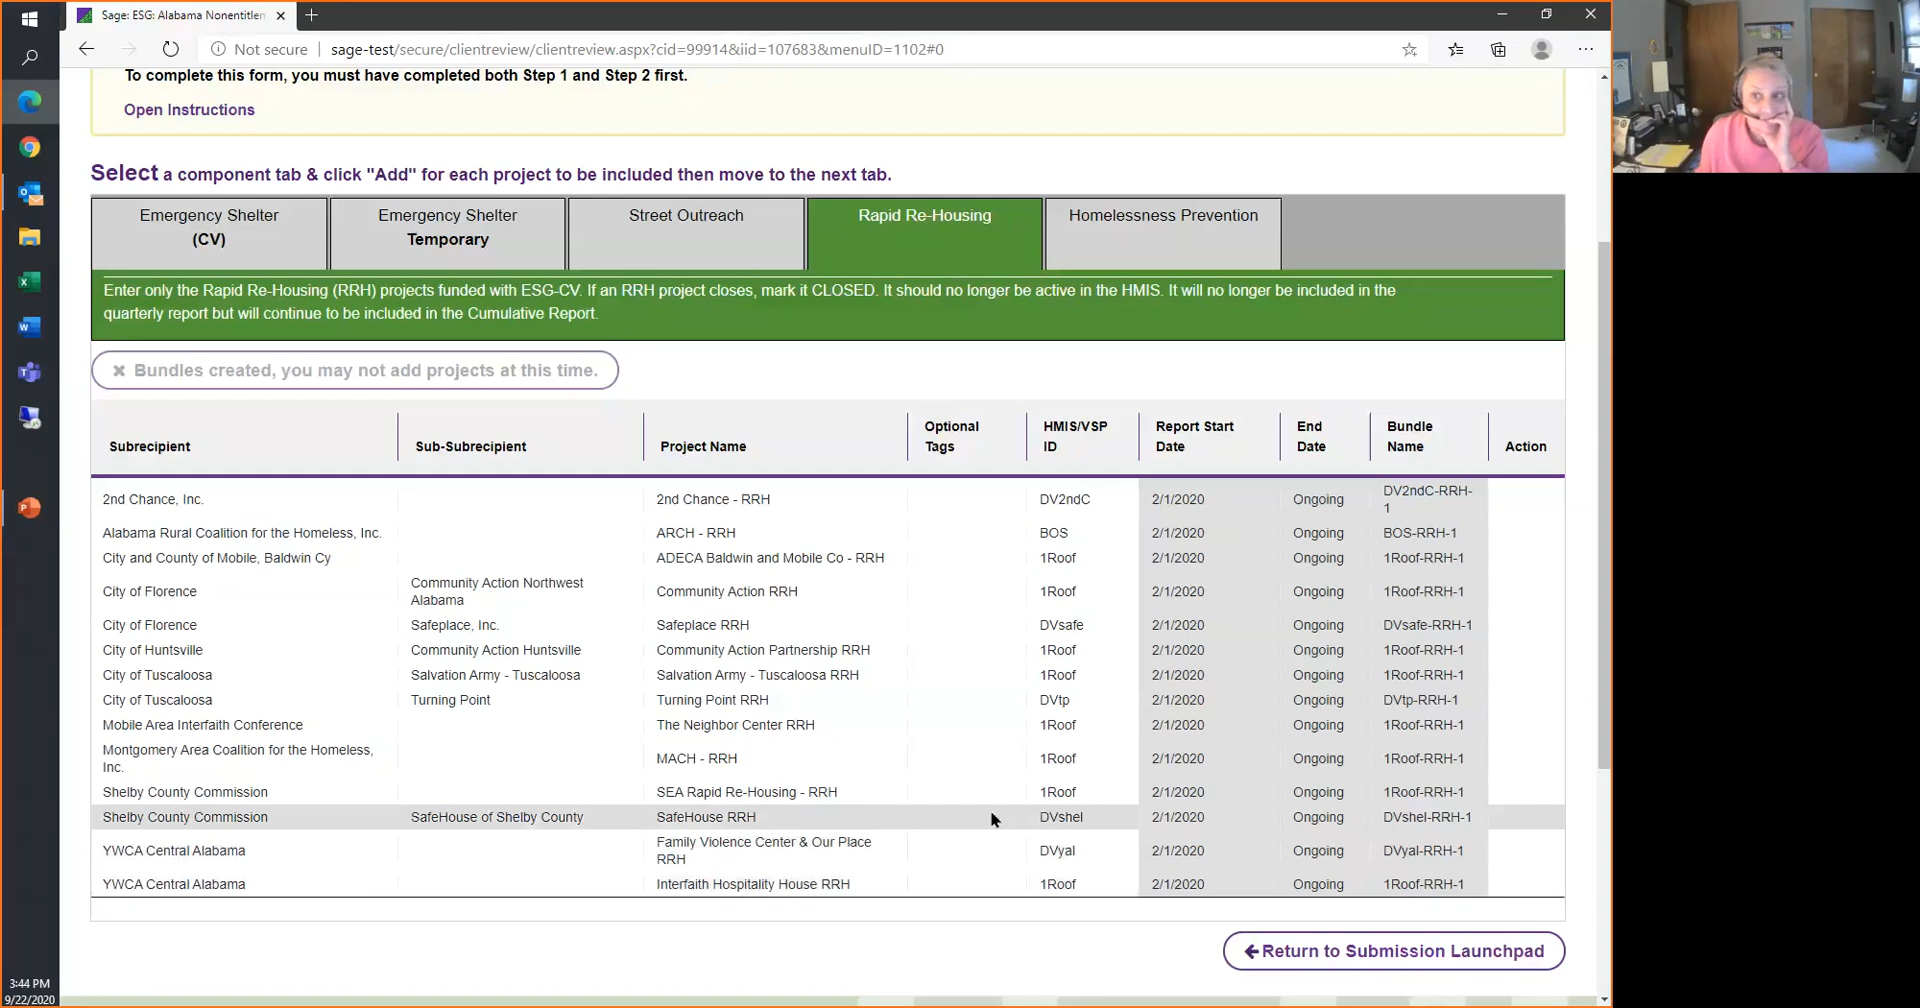 Sage: ESG: Alabama Nonentitlem
Not secure sage-test/secure/clientreview/clientreview.aspx?cid=99914&iid=107683&menuID=1102#0
To complete this form, you must have completed both Step 1 and Step 2 first.
Open Instructions
Select a component tab & click "Add" for each project to be included then move to the next tab.
Emergency Shelter
(CV)
Emergency Shelter
Temporary
Street Outreach
Rapid Re-Housing
Homelessness Prevention
Enter only the Rapid Re-Housing (RRH) projects funded with ESG-CV. If an RRH project closes, mark it CLOSED. It should no longer be active in the HMIS. It will no longer be included in the
quarterly report but will continue to be included in the Cumulative Report.
Bundles created, you may not add projects at this time.
Subrecipient
Sub-Subrecipient
Project Name
Optional
Tags
HMIS/VSP
ID
Report Start
Date
End
Date
Bundle
Name
Action
2nd Chance, Inc. 2nd Chance - RRH DV2ndC 2/1/2020 Ongoing DV2ndC-RRH-
1
Alabama Rural Coalition for the Homeless, Inc. ARCH - RRH BOS 2/1/2020 Ongoing BOS-RRH-1
City and County of Mobile, Baldwin Cy ADECA Baldwin and Mobile Co - RRH 1Roof 2/1/2020 Ongoing 1Roof-RRH-1
City of Florence Community Action Northwest
Alabama Community Action RRH 1Roof 2/1/2020 Ongoing 1Roof-RRH-1
City of Florence Safeplace, Inc. Safeplace RRH DVsafe 2/1/2020 Ongoing DVsafe-RRH-1
City of Huntsville Community Action Huntsville Community Action Partnership RRH 1Roof 2/1/2020 Ongoing 1Roof-RRH-1
City of Tuscaloosa Salvation Army - Tuscaloosa Salvation Army - Tuscaloosa RRH 1Roof 2/1/2020 Ongoing 1Roof-RRH-1
City of Tuscaloosa Turning Point Turning Point RRH DVtp 2/1/2020 Ongoing DVtp-RRH-1
Mobile Area Interfaith Conference The Neighbor Center RRH 1Roof 2/1/2020 Ongoing 1Roof-RRH-1
Montgomery Area Coalition for the Homeless,
Inc. MACH - RRH 1Roof 2/1/2020 Ongoing 1Roof-RRH-1
Shelby County Commission SEA Rapid Re-Housing - RRH 1Roof 2/1/2020 Ongoing 1Roof-RRH-1
Shelby County Commission SafeHouse of Shelby County SafeHouse RRH DVshel 2/1/2020 Ongoing DVshel-RRH-1
YWCA Central Alabama Family Violence Center & Our Place
RRH DVyal 2/1/2020 Ongoing DVyal-RRH-1
YWCA Central Alabama Interfaith Hospitality House RRH 1Roof 2/1/2020 Ongoing 1Roof-RRH-1
Return to Submission Launchpad
3:44 PM
9/22/2020